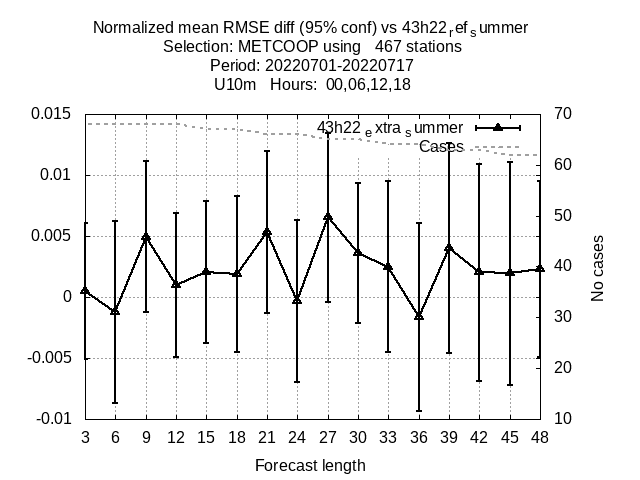 Normalized mean RMSE diff (95% conf) vs 43h22refsummer
Selection: METCOOP using 467 stations
Period: 20220701-20220717
U10m Hours: 00,06,12,18
0.015
0.01
0.005
0
-0.005
-0.01
43h22extrasummer
Cases
70
60
50
40
30
20
10
No cases
3 6 9 12 15 18 21 24 27 30 33 36 39 42 45 48
Forecast length